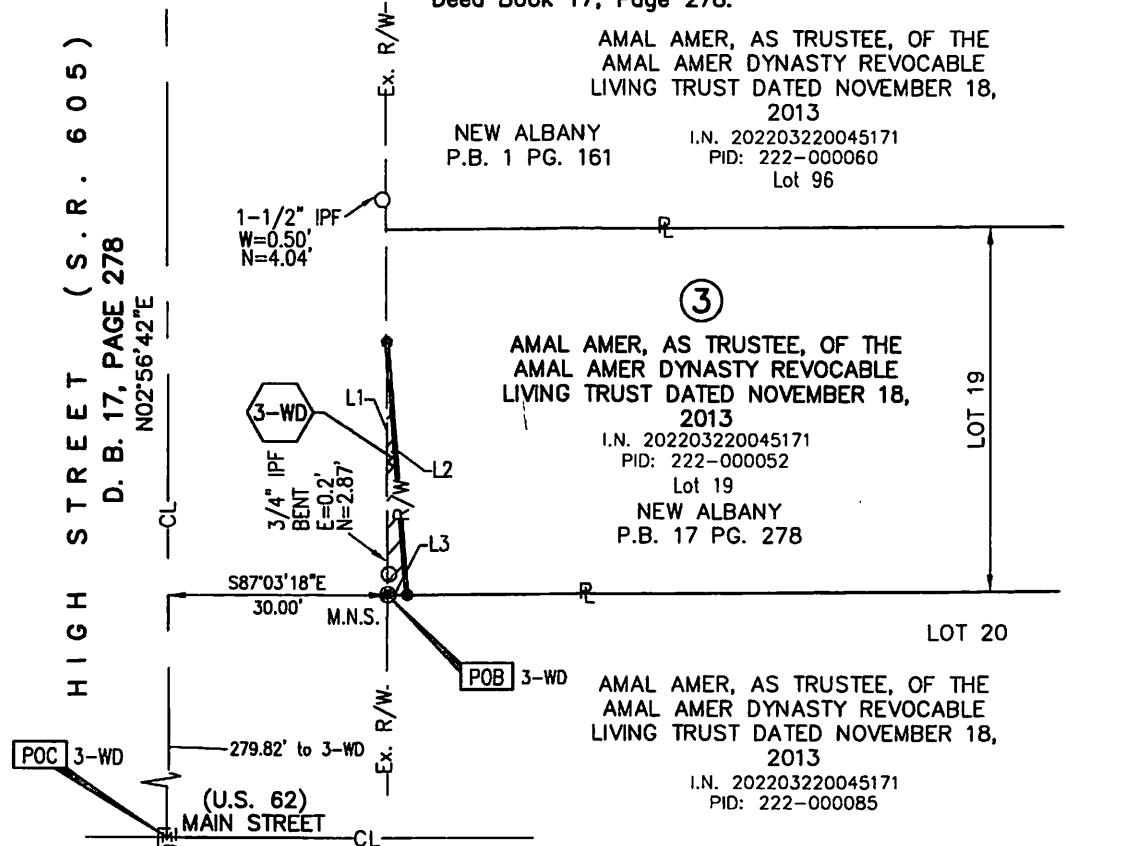 Deed Book 17, Page 278.
Ex. R/W
AMAL AMER, AS TRUSTEE, OF THE
AMAL AMER DYNASTY REVOCABLE
LIVING TRUST DATED NOVEMBER 18,
2013
I.N. 202203220045171
PID: 222-000060
Lot 96
NEW ALBANY
P.B. 1 PG. 161
1-1/2" IPF
W=0.50'
N=4.04'
PL
HIGH STREET (S.R. 605)
D. B. 17, PAGE 278
N02°56'42"E
3
AMAL AMER, AS TRUSTEE, OF THE
AMAL AMER DYNASTY REVOCABLE
LIVING TRUST DATED NOVEMBER 18,
2013
I.N. 202203220045171
PID: 222-000052
Lot 19
NEW ALBANY
P.B. 17 PG. 278
LOT 19
3-WD
L1
L2
R/W
L3
3/4" IPF
BENT
E=0.2'
N=2.87'
CL
S87°03'18"E
30.00'
M.N.S.
PL
LOT 20
POB 3-WD
AMAL AMER, AS TRUSTEE, OF THE
AMAL AMER DYNASTY REVOCABLE
LIVING TRUST DATED NOVEMBER 18,
2013
I.N. 202203220045171
PID: 222-000085
Ex. R/W
279.82' to 3-WD
POC 3-WD
(U.S. 62)
MAIN STREET
CL